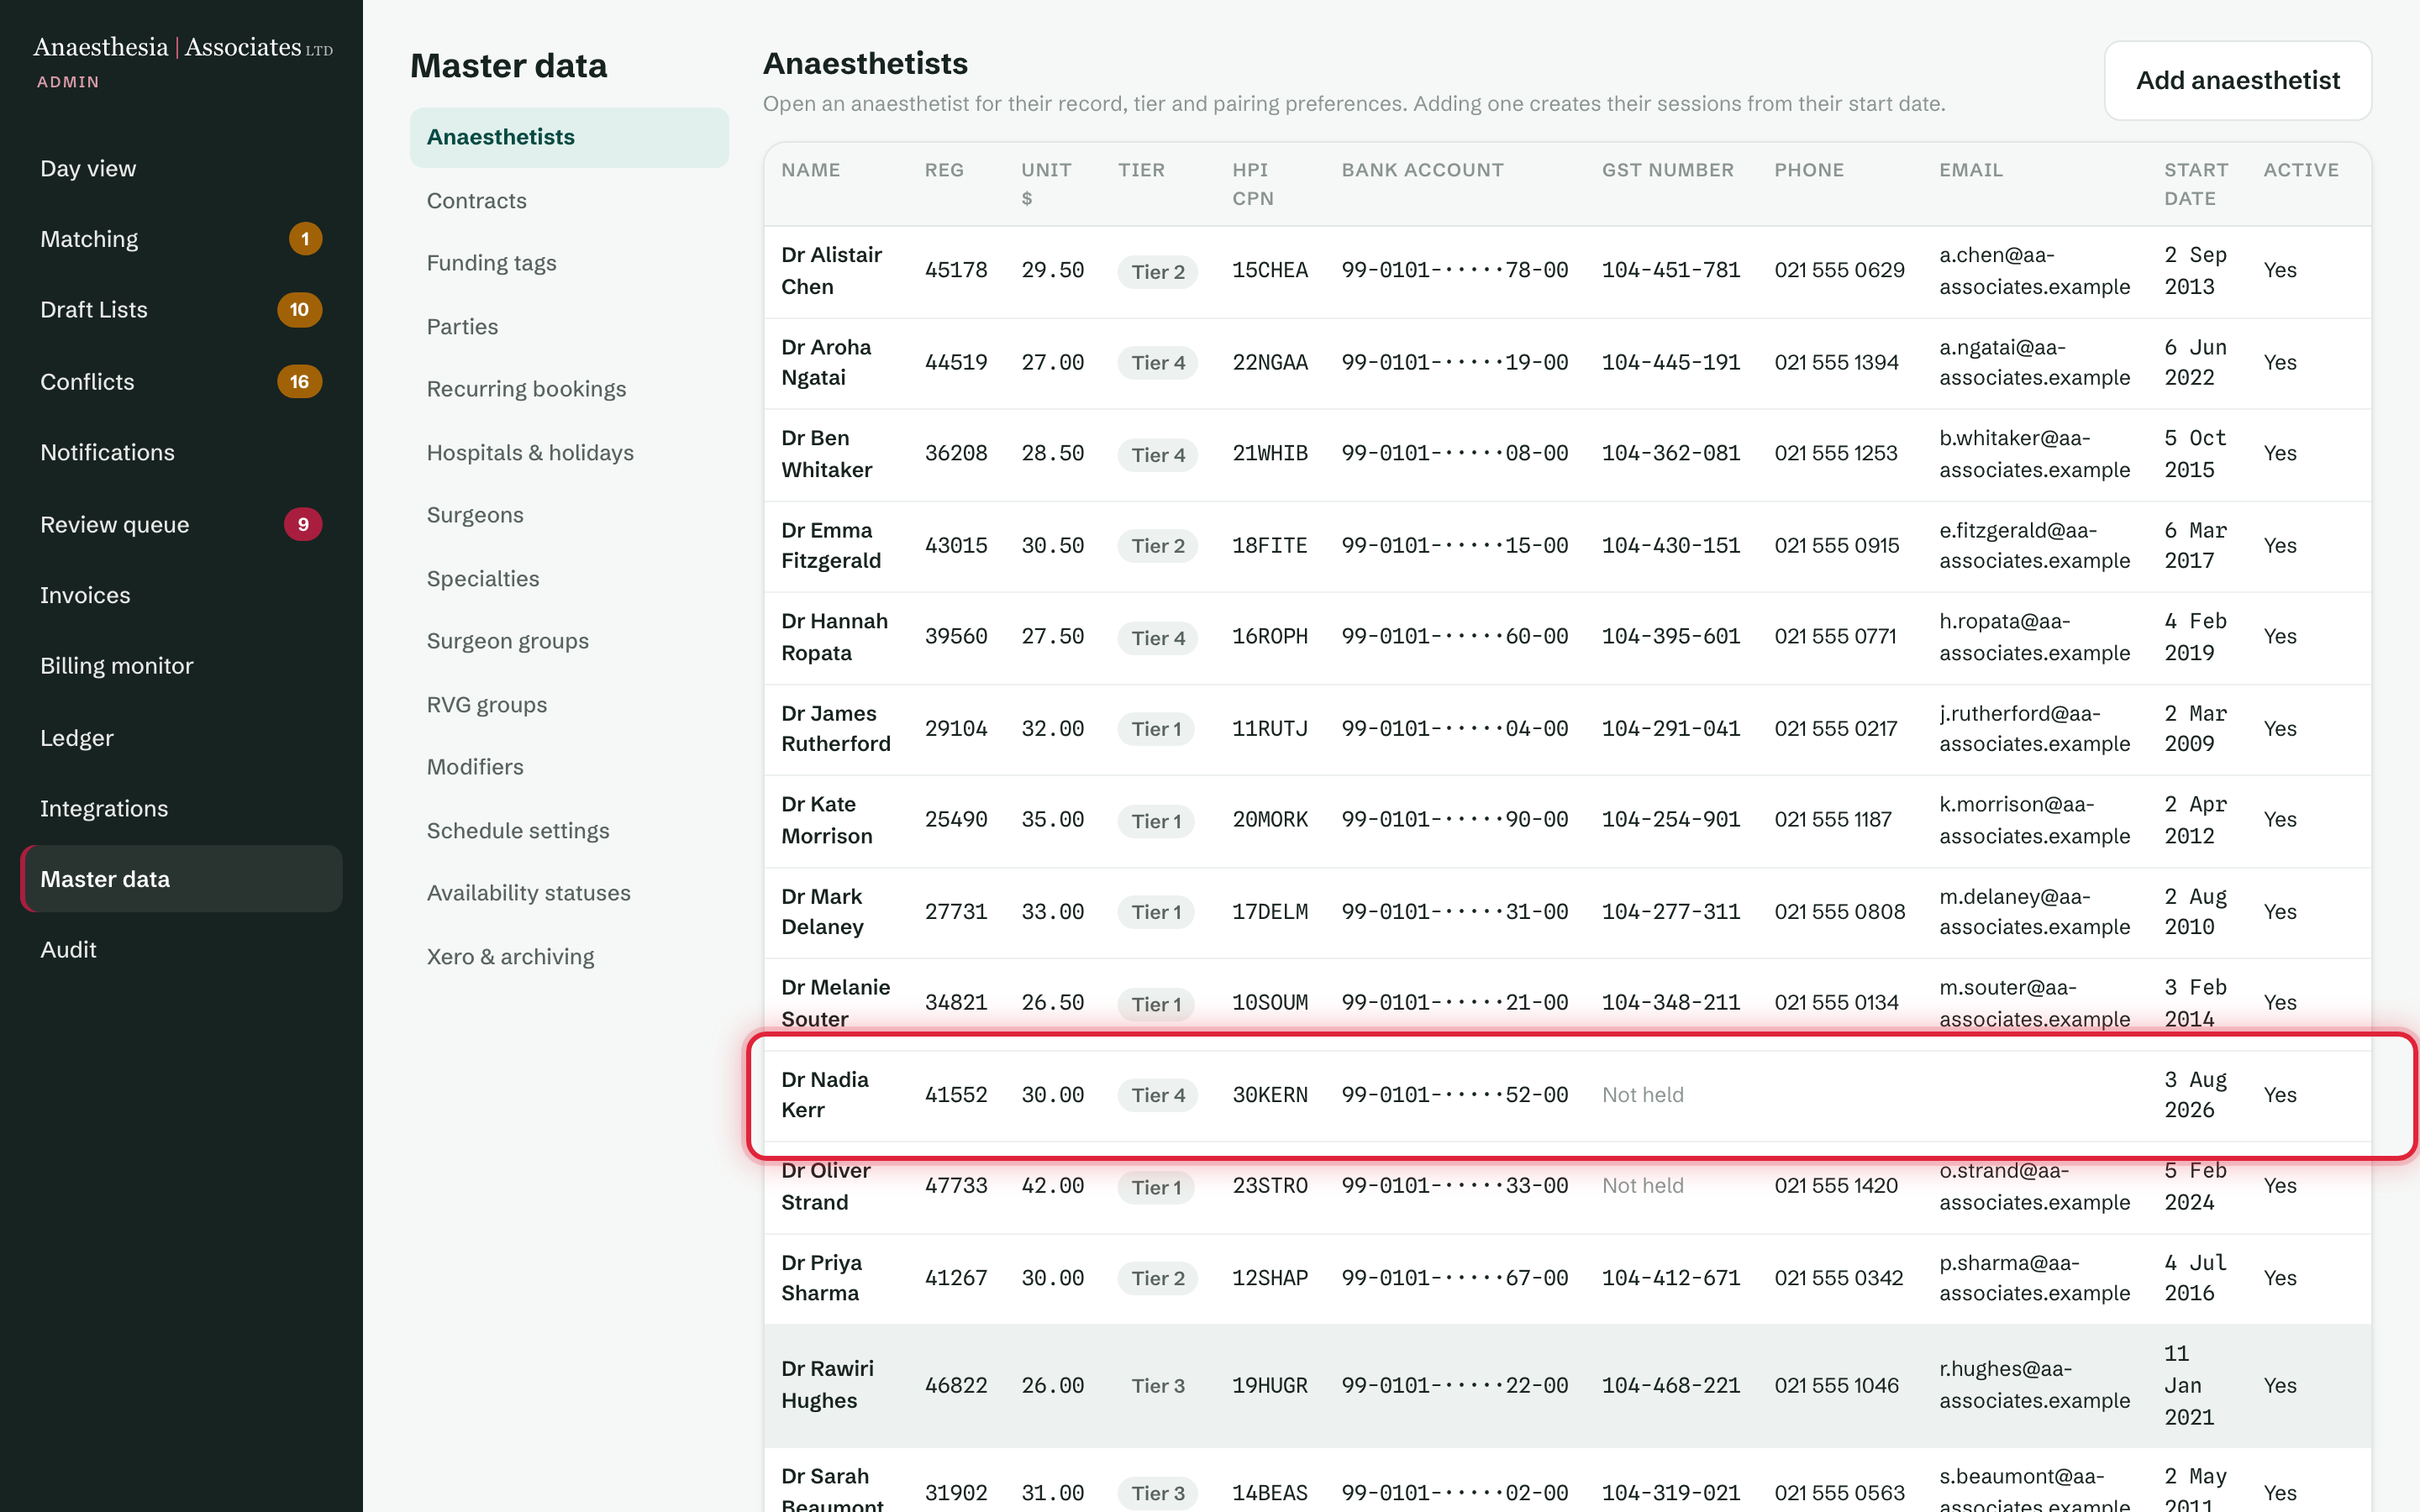 Anaesthesia | Associates LTD
ADMIN
Day view
Matching 1
Draft Lists 10
Conflicts 16
Notifications
Review queue 9
Invoices
Billing monitor
Ledger
Integrations
Master data
Audit
Master data
Anaesthetists
Contracts
Funding tags
Parties
Recurring bookings
Hospitals & holidays
Surgeons
Specialties
Surgeon groups
RVG groups
Modifiers
Schedule settings
Availability statuses
Xero & archiving
Anaesthetists
Open an anaesthetist for their record, tier and pairing preferences. Adding one creates their sessions from their start date.
Add anaesthetist
NAME REG UNIT $ TIER HPI CPN BANK ACCOUNT GST NUMBER PHONE EMAIL START DATE ACTIVE
Dr Alistair Chen 45178 29.50 Tier 2 15CHEA 99-0101-·····78-00 104-451-781 021 555 0629 a.chen@aa-associates.example 2 Sep 2013 Yes
Dr Aroha Ngatai 44519 27.00 Tier 4 22NGAA 99-0101-·····19-00 104-445-191 021 555 1394 a.ngatai@aa-associates.example 6 Jun 2022 Yes
Dr Ben Whitaker 36208 28.50 Tier 4 21WHIB 99-0101-·····08-00 104-362-081 021 555 1253 b.whitaker@aa-associates.example 5 Oct 2015 Yes
Dr Emma Fitzgerald 43015 30.50 Tier 2 18FITE 99-0101-·····15-00 104-430-151 021 555 0915 e.fitzgerald@aa-associates.example 6 Mar 2017 Yes
Dr Hannah Ropata 39560 27.50 Tier 4 16ROPH 99-0101-·····60-00 104-395-601 021 555 0771 h.ropata@aa-associates.example 4 Feb 2019 Yes
Dr James Rutherford 29104 32.00 Tier 1 11RUTJ 99-0101-·····04-00 104-291-041 021 555 0217 j.rutherford@aa-associates.example 2 Mar 2009 Yes
Dr Kate Morrison 25490 35.00 Tier 1 20MORK 99-0101-·····90-00 104-254-901 021 555 1187 k.morrison@aa-associates.example 2 Apr 2012 Yes
Dr Mark Delaney 27731 33.00 Tier 1 17DELM 99-0101-·····31-00 104-277-311 021 555 0808 m.delaney@aa-associates.example 2 Aug 2010 Yes
Dr Melanie Souter 34821 26.50 Tier 1 10SOUM 99-0101-·····21-00 104-348-211 021 555 0134 m.souter@aa-associates.example 3 Feb 2014 Yes
Dr Nadia Kerr 41552 30.00 Tier 4 30KERN 99-0101-·····52-00 Not held 3 Aug 2026 Yes
Dr Oliver Strand 47733 42.00 Tier 1 23STRO 99-0101-·····33-00 Not held 021 555 1420 o.strand@aa-associates.example 5 Feb 2024 Yes
Dr Priya Sharma 41267 30.00 Tier 2 12SHAP 99-0101-·····67-00 104-412-671 021 555 0342 p.sharma@aa-associates.example 4 Jul 2016 Yes
Dr Rawiri Hughes 46822 26.00 Tier 3 19HUGR 99-0101-·····22-00 104-468-221 021 555 1046 r.hughes@aa-associates.example 11 Jan 2021 Yes
Dr Sarah Beaumont 31902 31.00 Tier 3 14BEAS 99-0101-·····02-00 104-319-021 021 555 0563 s.beaumont@aa-associates.example 2 May 2011 Yes